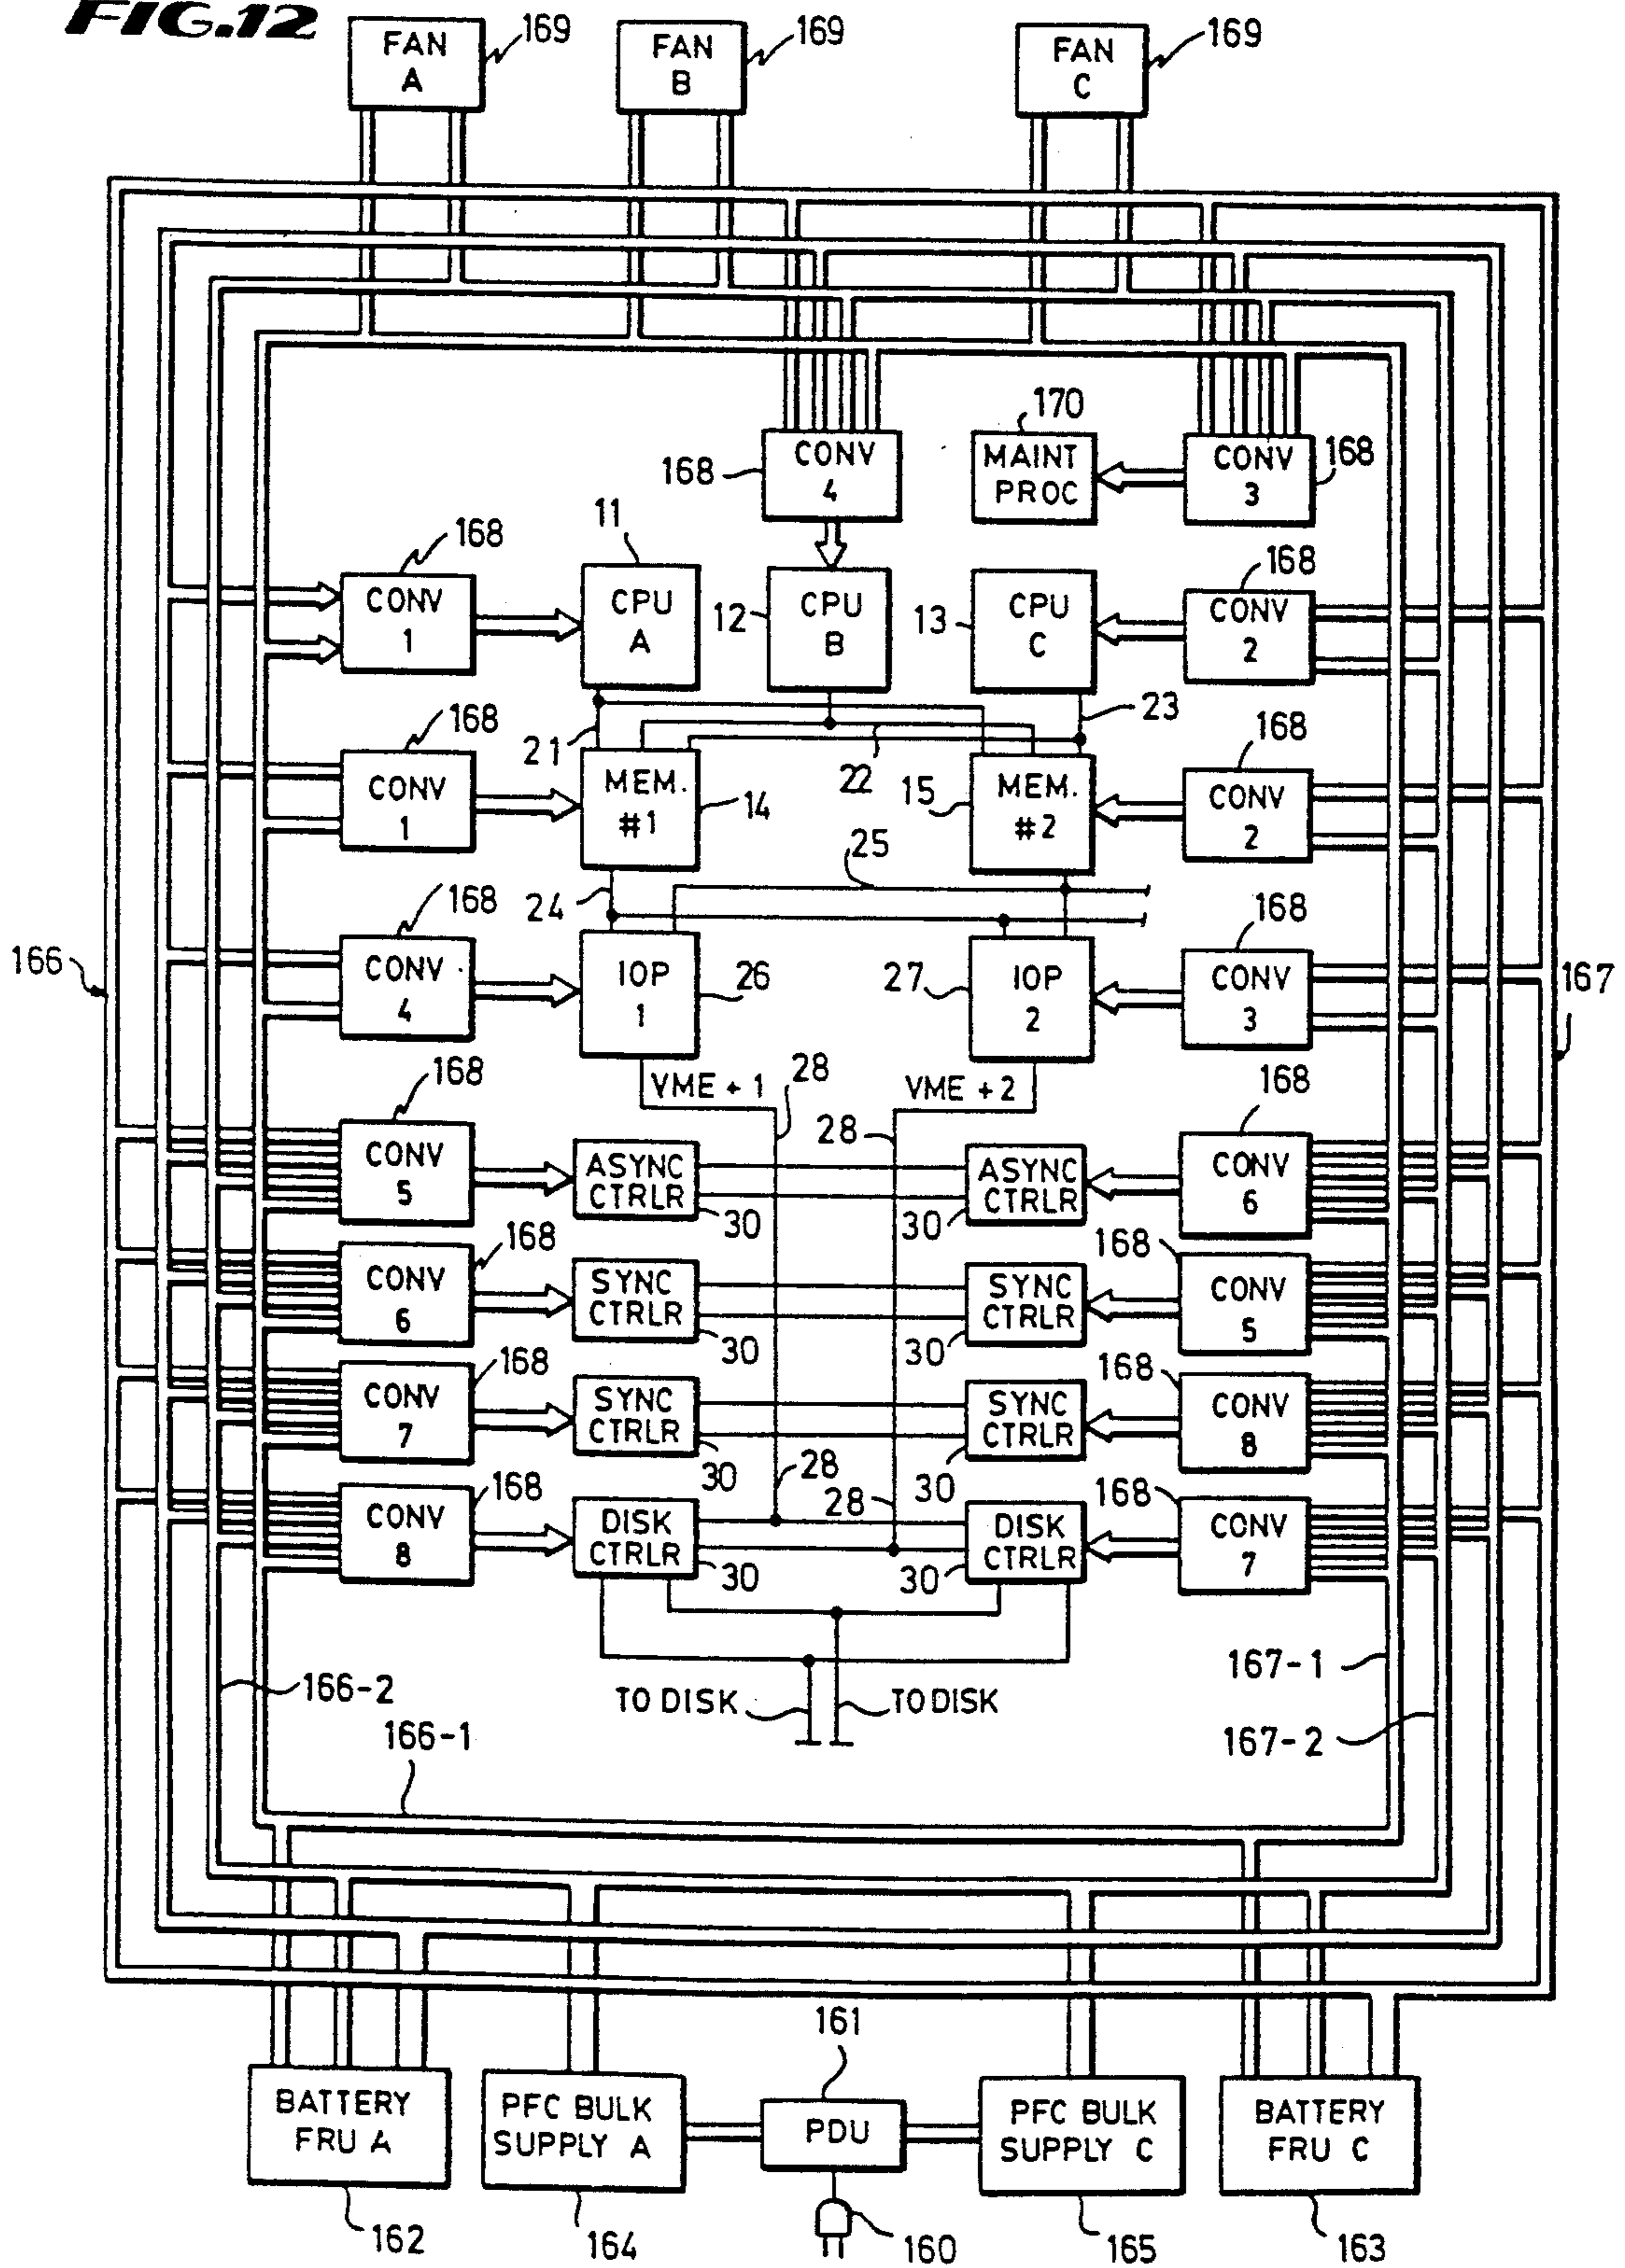 FIG.12
FAN A
169
FAN B
169
FAN C
169
CONV 4
168
170
MAINT PROC
CONV 3
168
168
CONV 1
11
CPU A
12
CPU B
13
CPU C
168
CONV 2
21
22
23
168
CONV 1
MEM. #1
14
15
MEM. #2
168
CONV 2
24
25
168
CONV 4
IOP 1
26
27
IOP 2
168
CONV 3
166
167
VME + 1
28
VME + 2
28
168
CONV 5
ASYNC CTRLR
30
ASYNC CTRLR
30
168
CONV 6
168
CONV 6
SYNC CTRLR
30
SYNC CTRLR
30
168
CONV 5
168
CONV 7
SYNC CTRLR
30
SYNC CTRLR
30
168
CONV 8
28
28
168
CONV 8
DISK CTRLR
30
DISK CTRLR
30
168
CONV 7
166-2
166-1
TO DISK
TO DISK
167-1
167-2
161
BATTERY FRU A
PFC BULK SUPPLY A
PDU
PFC BULK SUPPLY C
BATTERY FRU C
162
164
160
165
163